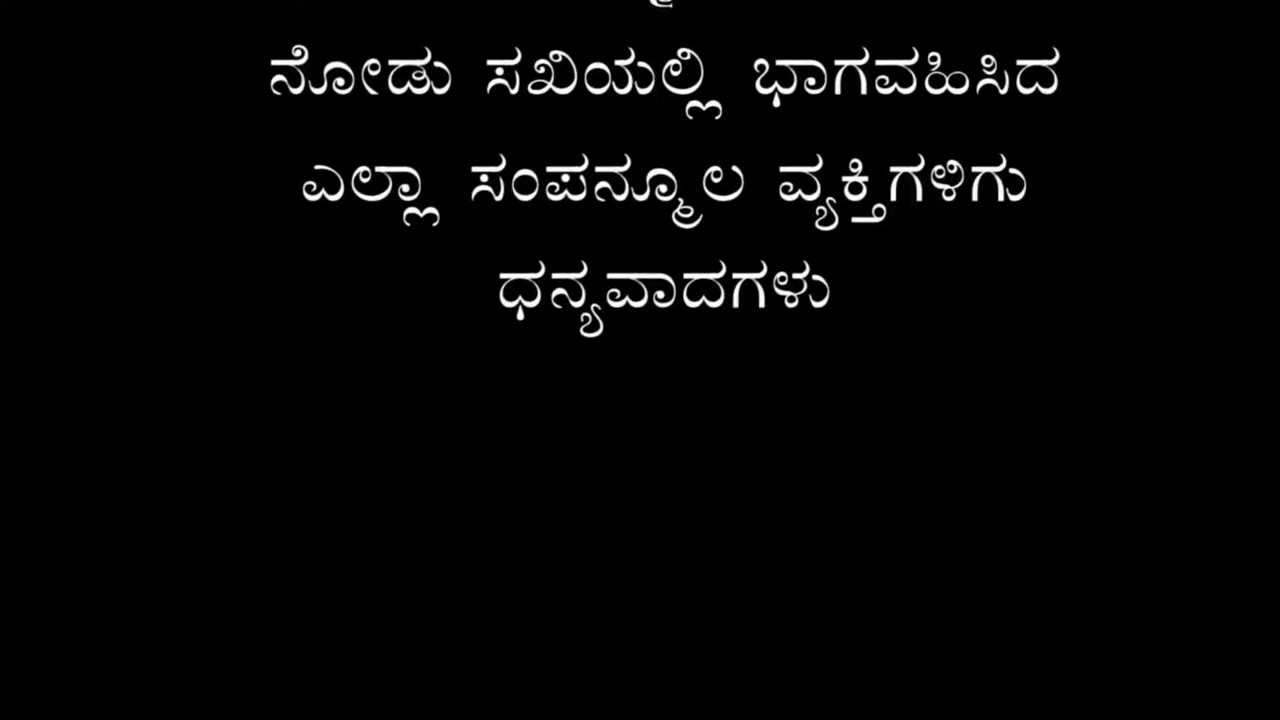 ನೋಡು ಸಖಿಯಲ್ಲಿ ಭಾಗವಹಿಸಿದ
ಎಲ್ಲಾ ಸಂಪನ್ಮೂಲ ವ್ಯಕ್ತಿಗಳಿಗು
ಧನ್ಯವಾದಗಳು